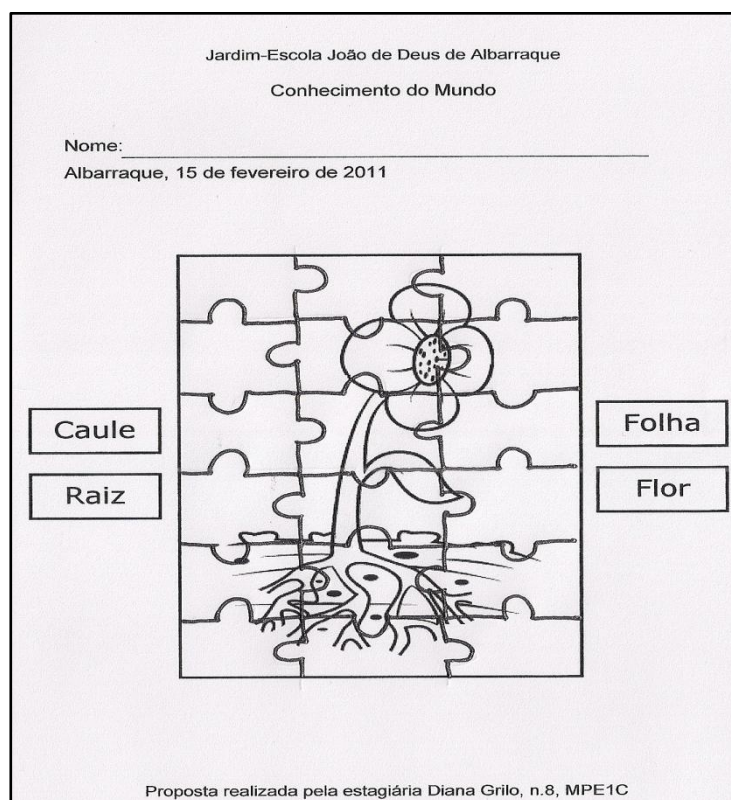 Jardim-Escola João de Deus de Albarraque
Conhecimento do Mundo
Nome:
Albarraque, 15 de fevereiro de 2011
Caule
Folha
Raiz
Flor
Proposta realizada pela estagiária Diana Grilo, n.8, MPE1C